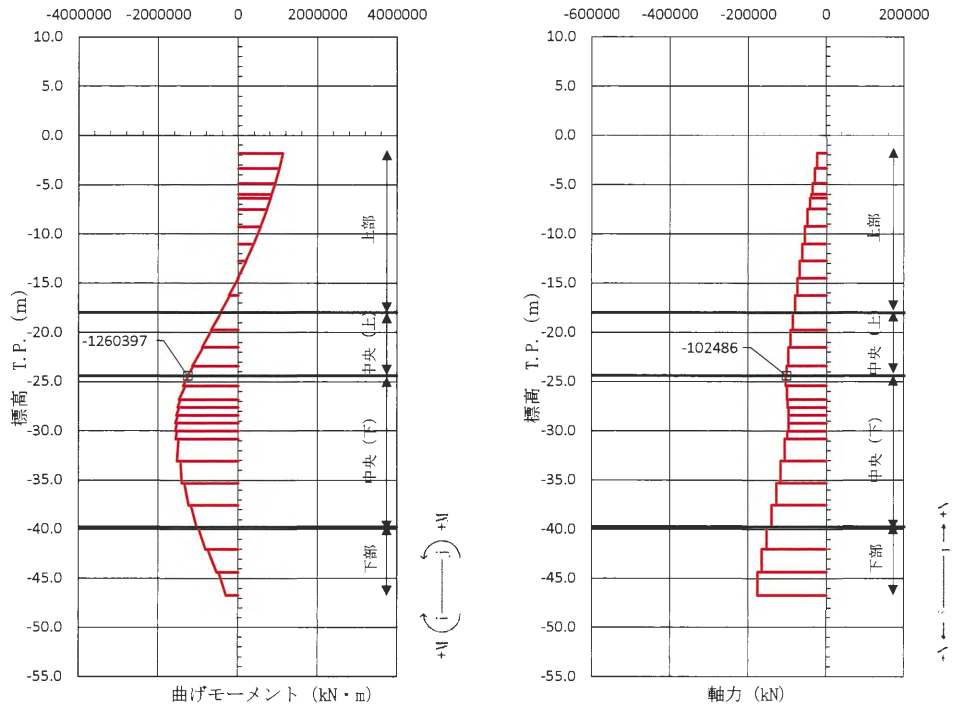 -4000000 -2000000 0 2000000 4000000
10.0
5.0
0.0
-5.0
-10.0
-15.0
-20.0
-25.0
-30.0
-35.0
-40.0
-45.0
-50.0
-55.0
標高, T.P. (m)
-1260397
上部
中央 (上)
中央 (下)
下部
+M i j +M
曲げモーメント (kN・m)
-600000 -400000 -200000 0 200000
10.0
5.0
0.0
-5.0
-10.0
-15.0
-20.0
-25.0
-30.0
-35.0
-40.0
-45.0
-50.0
-55.0
標高 T.P. (m)
-102486
上部
中央 (上)
中央 (下)
下部
+N i j +N
軸力 (kN)